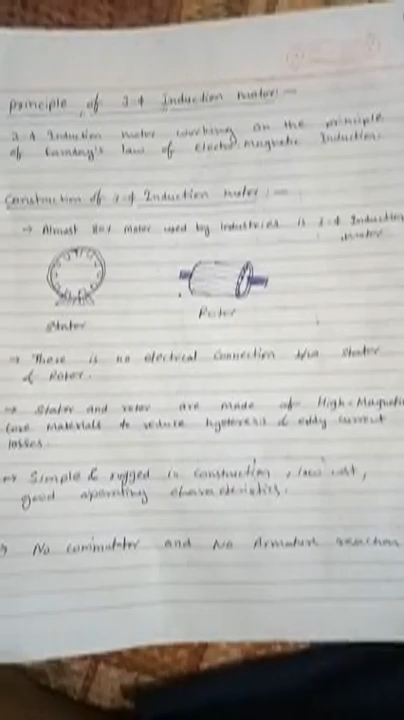 principle of 3-ϕ Induction motor:-
3-ϕ Induction motor working on the principle
of Faraday's law of Electro-magnetic Induction.
Construction of 3-ϕ Induction motor:-
→ Almost 80% motor used by industries is 3-ϕ Induction
motor
Stator
Rotor
→ There is no electrical connection b/w Stator
& Rotor.
→ Stator and rotor are made of High-Magnetic
Core materials to reduce hysteresis & eddy current
losses.
→ Simple & rugged in construction, low cost,
good operating characteristics.
→ No commutator and No Armature reaction